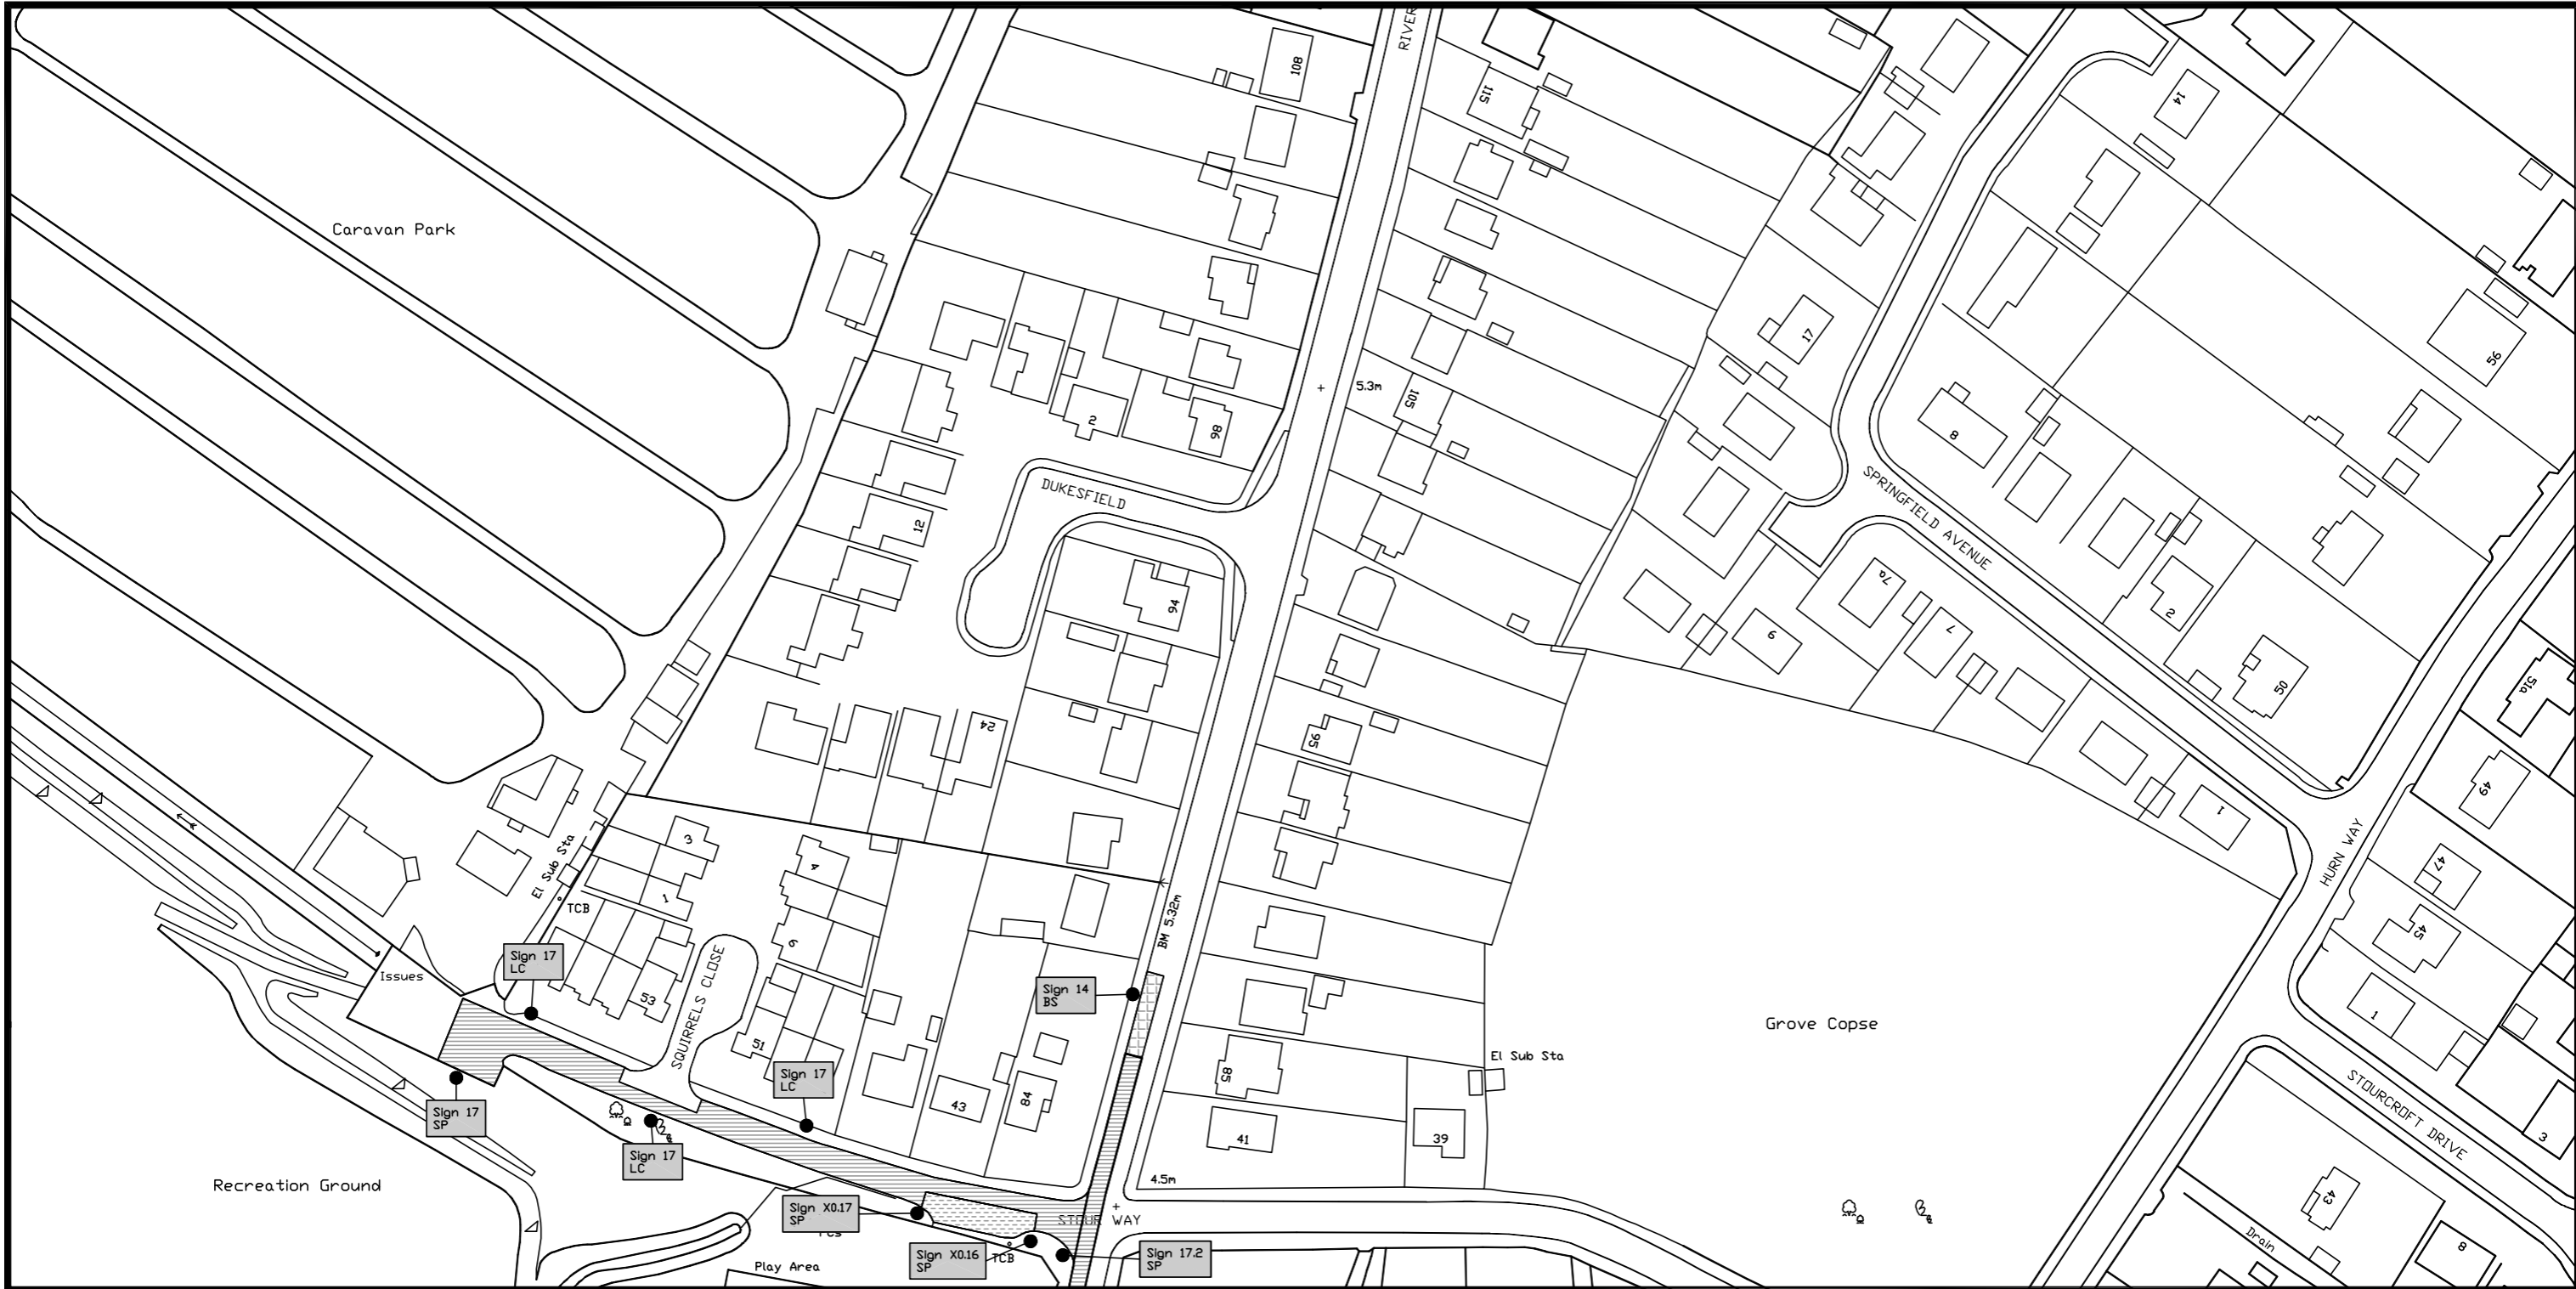 RIVER
108
115
14
Caravan Park
56
17
5.3m
105
2
98
8
DUKESFIELD
SPRINGFIELD AVENUE
12
7a
94
2
6
7
50
51a
24
95
49
1
HURN WAY
3
4
El Sub Sta
1
TCB
47
BM 5.32m
6
45
Sign 17
LC
Issues
53
SQUIRRELS CLOSE
Sign 14
BS
1
Grove Copse
51
El Sub Sta
Sign 17
LC
85
STOURCROFT DRIVE
43
84
Sign 17
SP
41
39
3
Sign 17
LC
4.5m
Recreation Ground
43
Sign X0.17
SP
STOUR WAY
Drain
8
Sign X0.16
SP
TCB
Sign 17.2
SP
Play Area